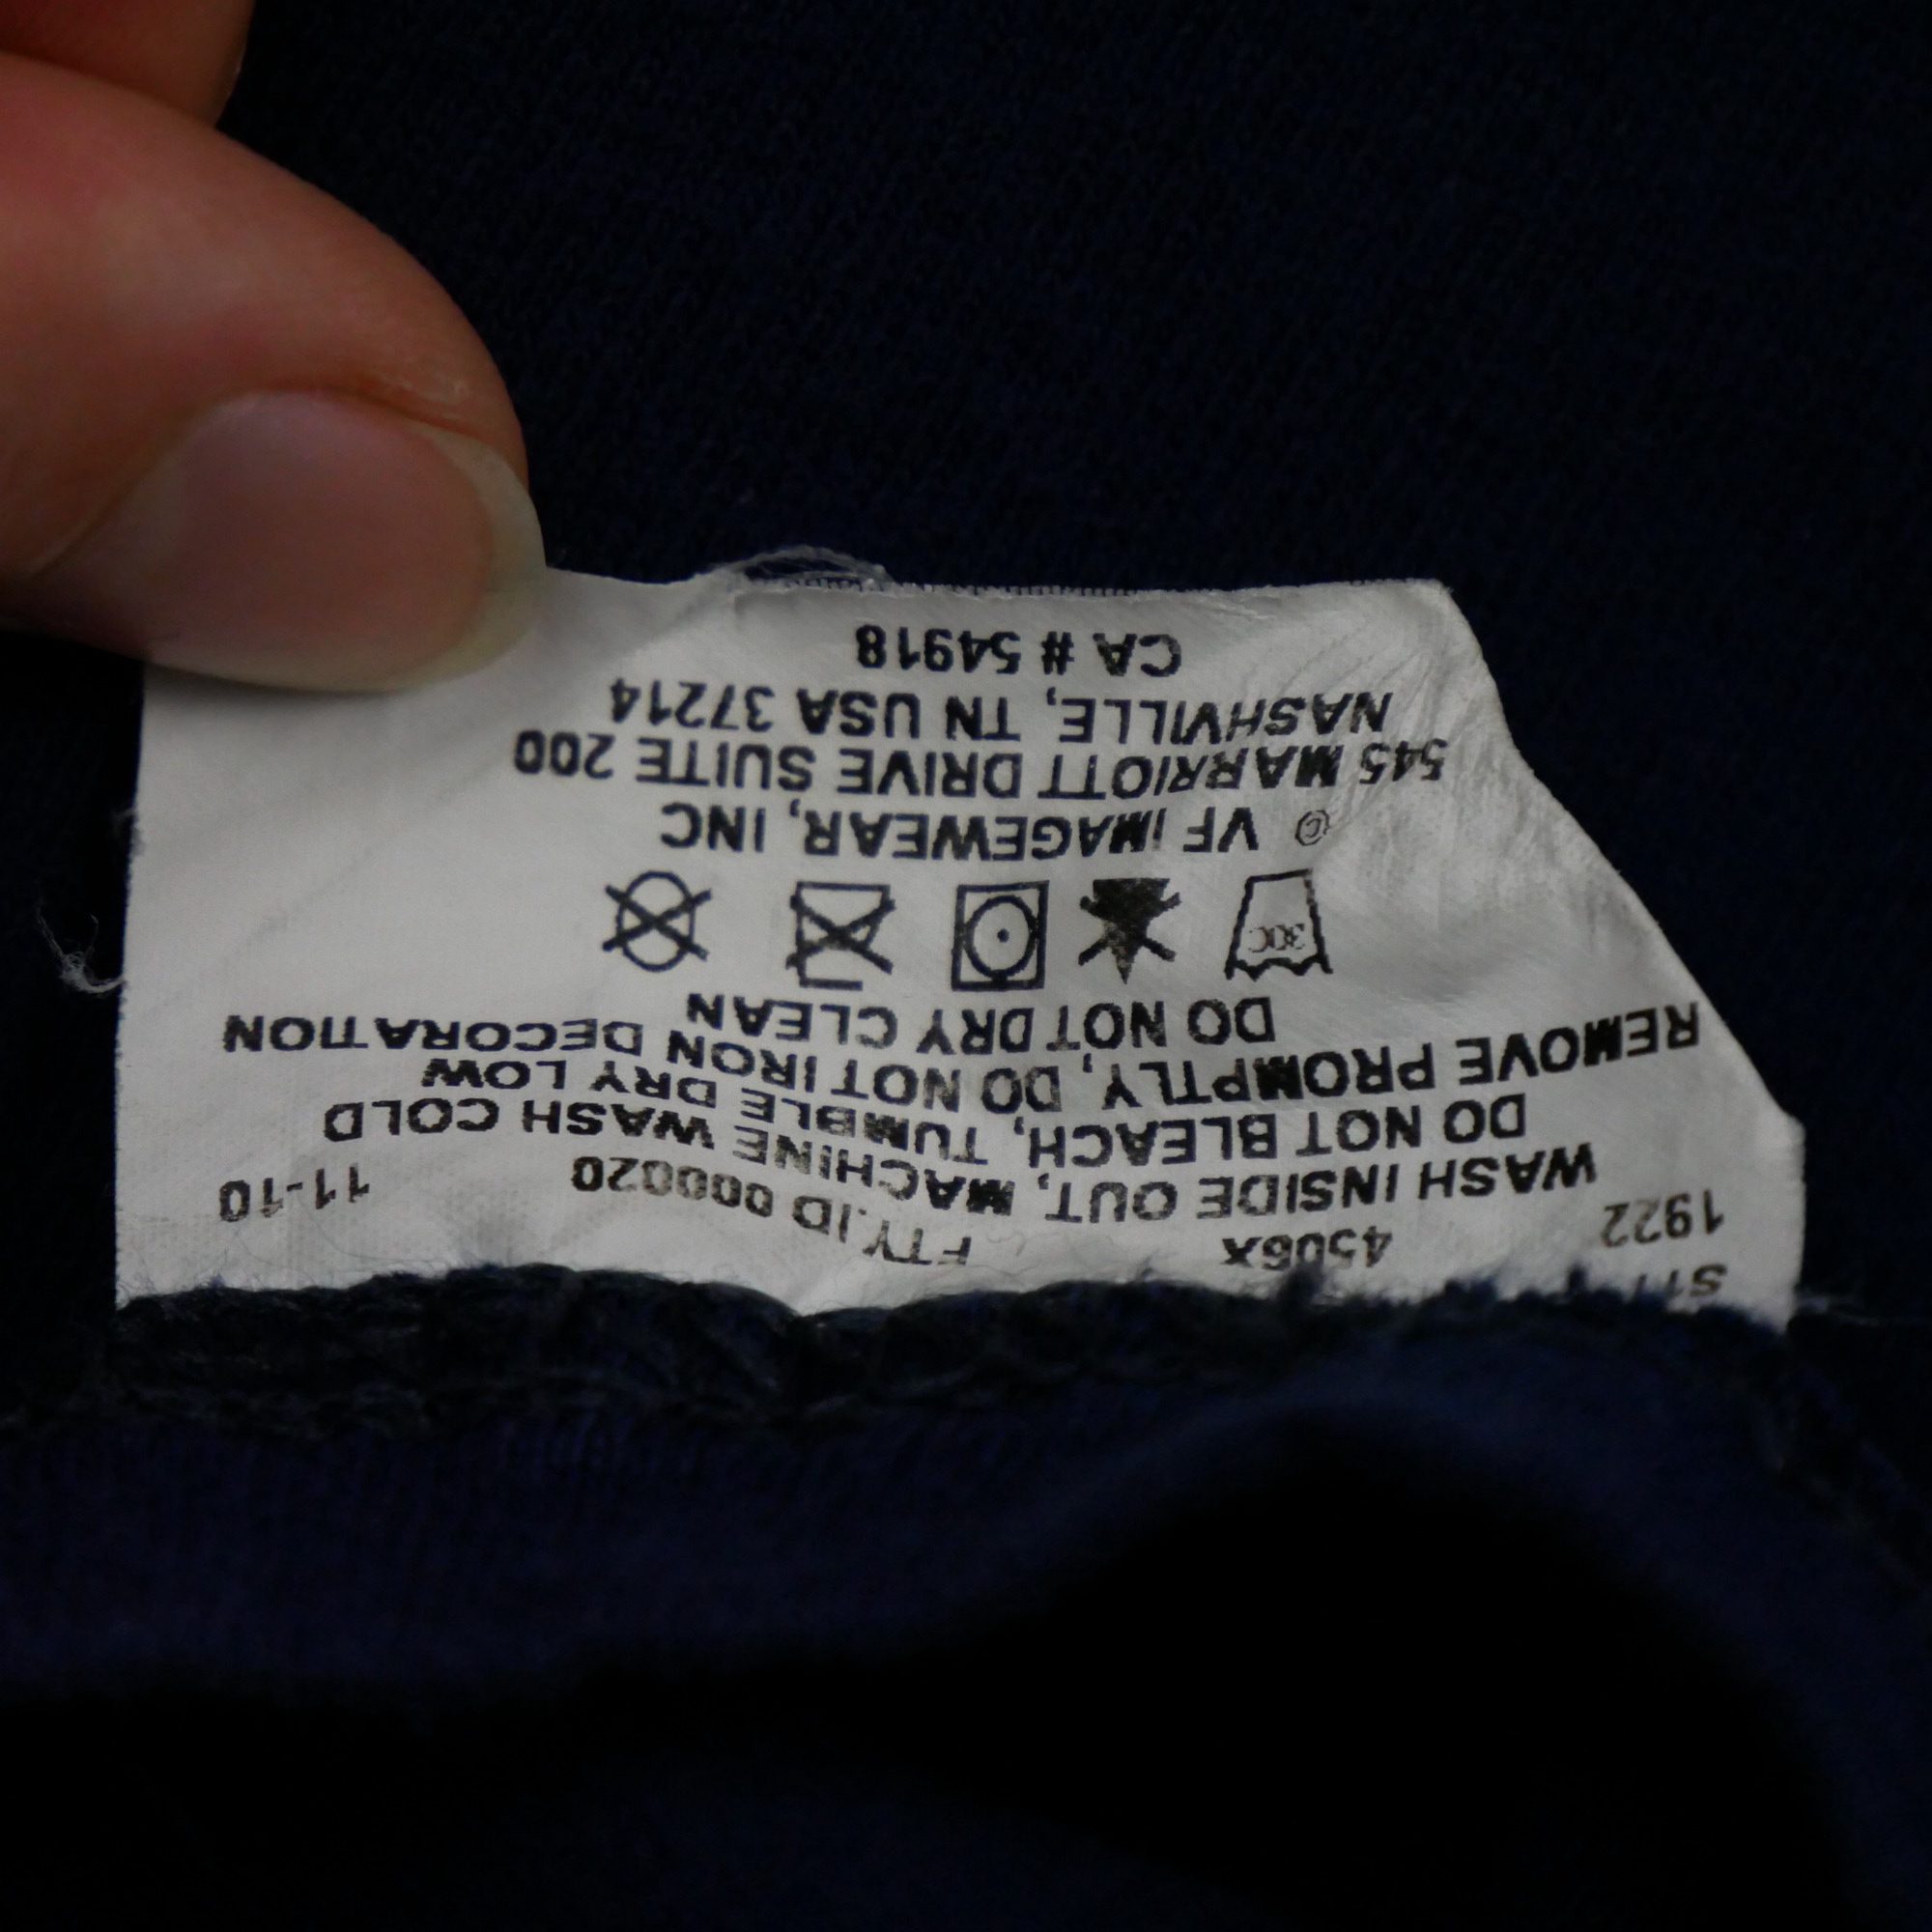 1922 4506X FTY.ID 000020 11-10
WASH INSIDE OUT, MACHINE WASH COLD
DO NOT BLEACH, TUMBLE DRY LOW
REMOVE PROMPTLY, DO NOT IRON DECORATION
DO NOT DRY CLEAN
30C
© VF IMAGEWEAR, INC
545 MARRIOTT DRIVE SUITE 200
NASHVILLE, TN USA 37214
CA # 54918